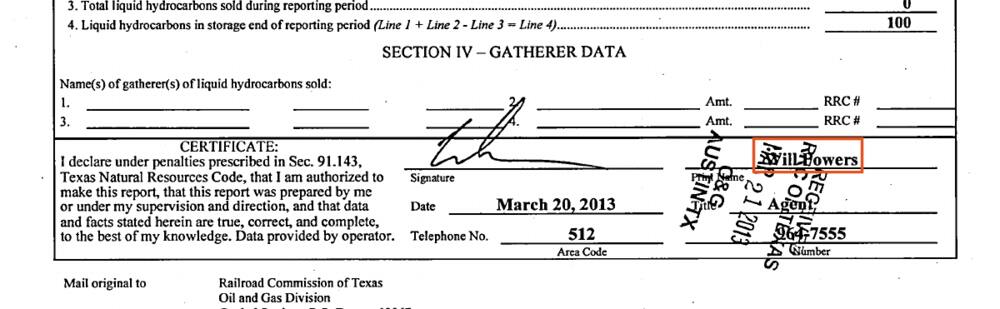 3. Total liquid hydrocarbons sold during reporting period 0
4. Liquid hydrocarbons in storage end of reporting period (Line 1 + Line 2 - Line 3 = Line 4) 100
SECTION IV – GATHERER DATA
Name(s) of gatherer(s) of liquid hydrocarbons sold:
1. 2. Amt. RRC #
3. 4. Amt. RRC #
CERTIFICATE:
I declare under penalties prescribed in Sec. 91.143,
Texas Natural Resources Code, that I am authorized to
make this report, that this report was prepared by me
or under my supervision and direction, and that data
and facts stated herein are true, correct, and complete,
to the best of my knowledge. Data provided by operator.
Signature
Will Powers
Print Name
Date March 20, 2013
Agent
Title
Telephone No. 512 964-7555
Area Code Number
RECEIVED
RRC OF TEXAS
MAR 21 2013
O&G
AUSTIN TX
Mail original to Railroad Commission of Texas
Oil and Gas Division